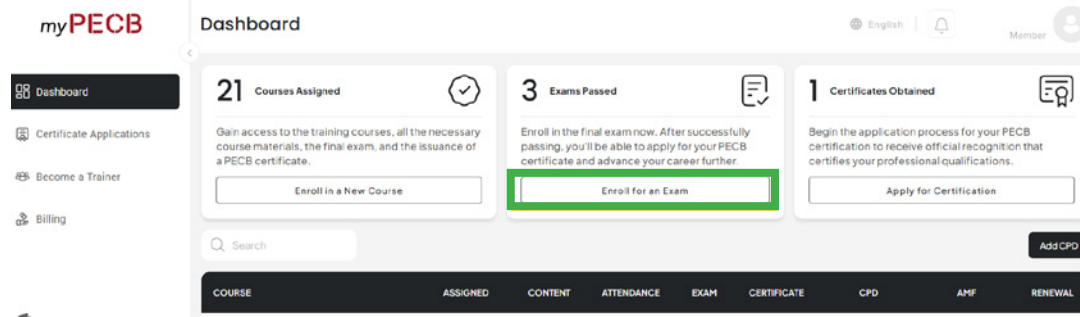 myPECB
Dashboard
English
Member
Dashboard
Certificate Applications
Become a Trainer
Billing
21 Courses Assigned
Gain access to the training courses, all the necessary
course materials, the final exam, and the issuance of
a PECB certificate.
Enroll in a New Course
3 Exams Passed
Enroll in the final exam now. After successfully
passing, you'll be able to apply for your PECB
certificate and advance your career further.
Enroll for an Exam
1 Certificates Obtained
Begin the application process for your PECB
certification to receive official recognition that
certifies your professional qualifications.
Apply for Certification
Search
Add CPD
COURSE ASSIGNED CONTENT ATTENDANCE EXAM CERTIFICATE CPD AMF RENEWAL